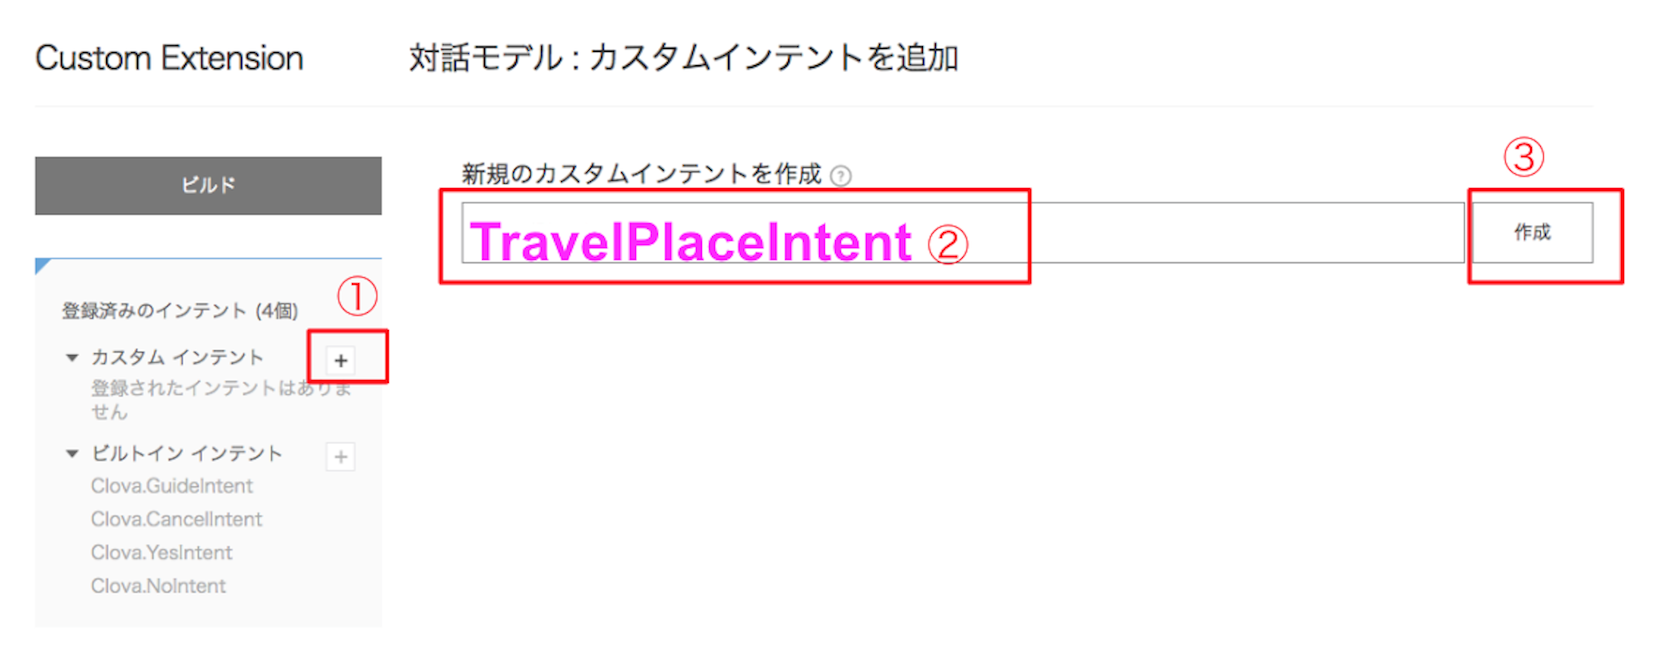 Custom Extension
対話モデル : カスタムインテントを追加
ビルド
登録済みのインテント (4個)
①
カスタム インテント
+
登録されたインテントはありま
せん
ビルトイン インテント
+
Clova.GuideIntent
Clova.CancelIntent
Clova.YesIntent
Clova.NoIntent
新規のカスタムインテントを作成 ?
TravelPlaceIntent ②
③
作成